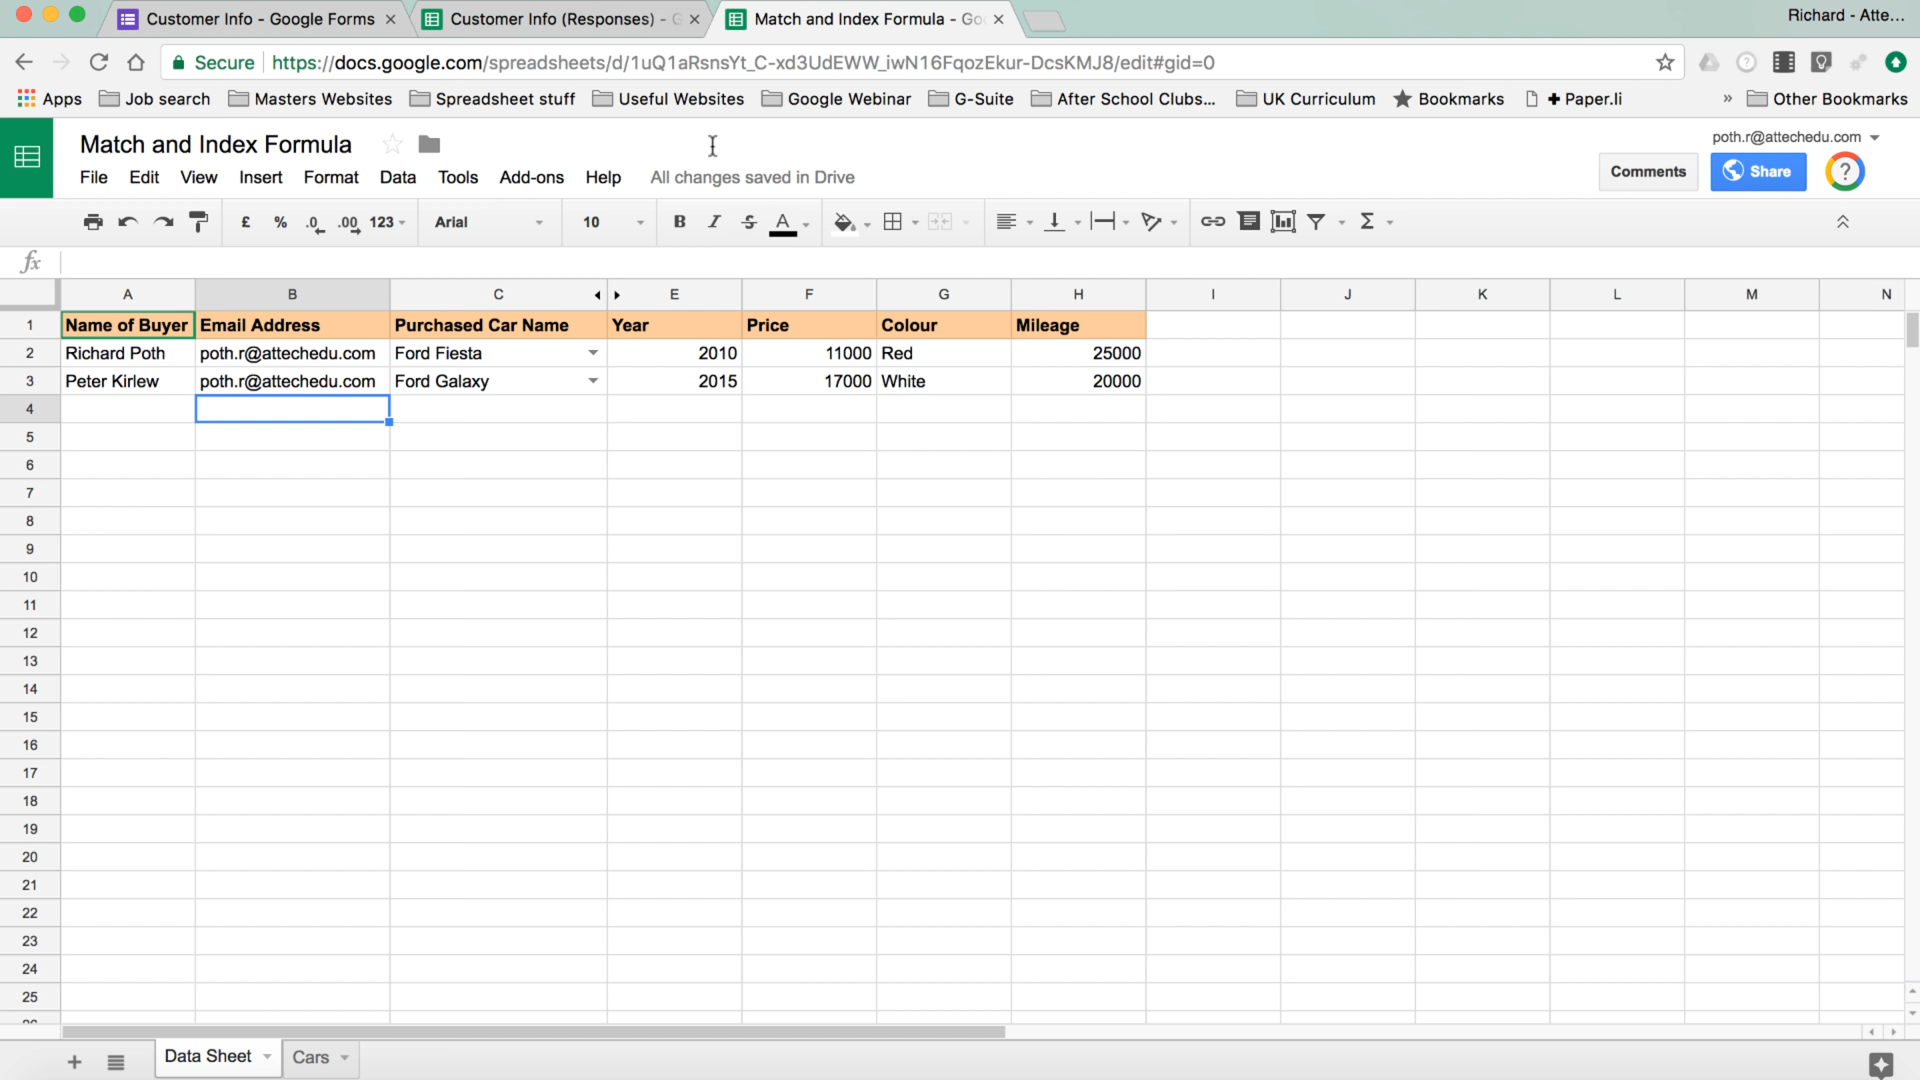 Customer Info - Google Forms
Customer Info (Responses) - G
Match and Index Formula - Goo
Richard - Atte...
Secure https://docs.google.com/spreadsheets/d/1uQ1aRsnsYt_C-xd3UdEWW_iwN16FqozEkur-DcsKMJ8/edit#gid=0
Apps Job search Masters Websites Spreadsheet stuff Useful Websites Google Webinar G-Suite After School Clubs... UK Curriculum Bookmarks + Paper.li » Other Bookmarks
Match and Index Formula
poth.r@attechedu.com
File Edit View Insert Format Data Tools Add-ons Help All changes saved in Drive
Comments Share ?
£ % .0 .00 123 Arial 10 B I S A Σ
fx
A B C E F G H I J K L M N
1 Name of Buyer Email Address Purchased Car Name Year Price Colour Mileage
2 Richard Poth poth.r@attechedu.com Ford Fiesta 2010 11000 Red 25000
3 Peter Kirlew poth.r@attechedu.com Ford Galaxy 2015 17000 White 20000
4
5
6
7
8
9
10
11
12
13
14
15
16
17
18
19
20
21
22
23
24
25
+ Data Sheet Cars